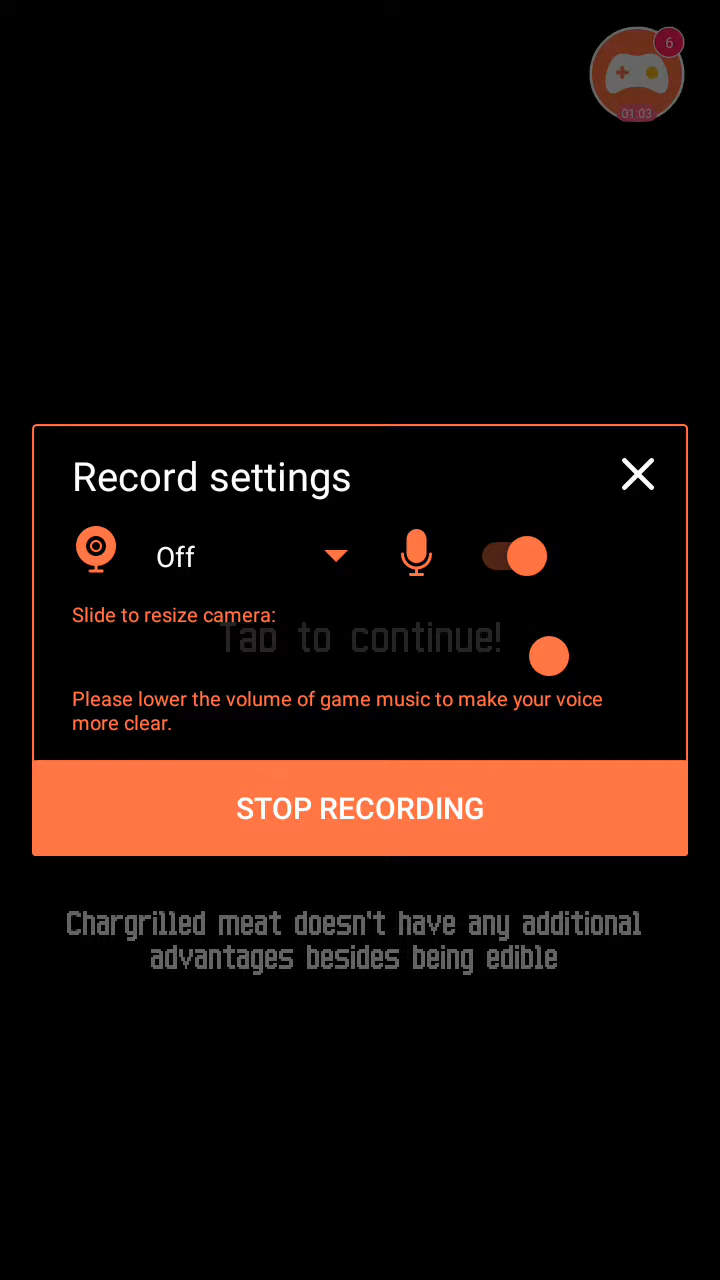 6
01:03
Record settings
Off
Slide to resize camera:
Tap to continue!
Please lower the volume of game music to make your voice
more clear.
STOP RECORDING
Chargrilled meat doesn't have any additional
advantages besides being edible